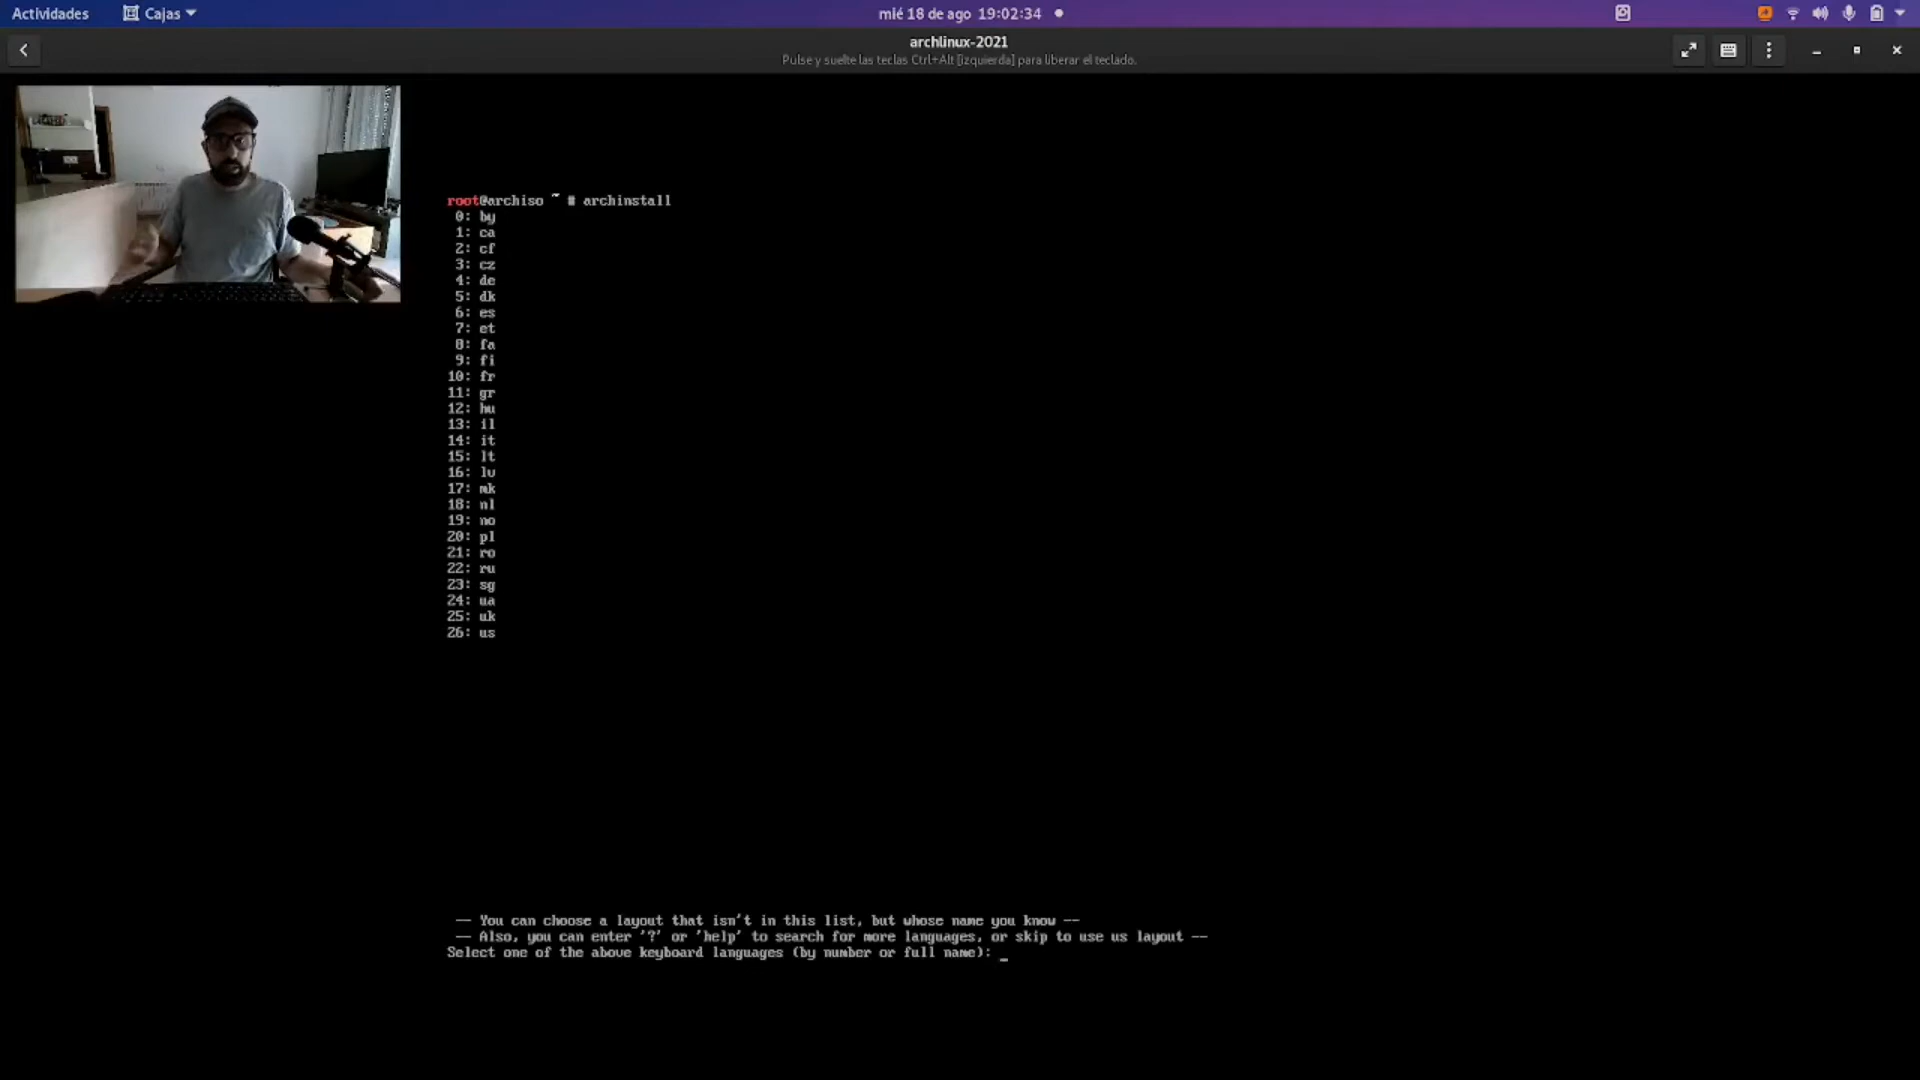 Actividades
Cajas
mié 18 de ago 19:02:34
archlinux-2021
Pulse y suelte las teclas Ctrl+Alt [izquierda] para liberar el teclado.
root@archiso ~ # archinstall
0: by
1: ca
2: cf
3: cz
4: de
5: dk
6: es
7: et
8: fa
9: fi
10: fr
11: gr
12: hu
13: il
14: it
15: lt
16: lv
17: mk
18: nl
19: no
20: pl
21: ro
22: ru
23: sg
24: ua
25: uk
26: us
-- You can choose a layout that isn't in this list, but whose name you know --
-- Also, you can enter '?' or 'help' to search for more languages, or skip to use us layout --
Select one of the above keyboard languages (by number or full name): _